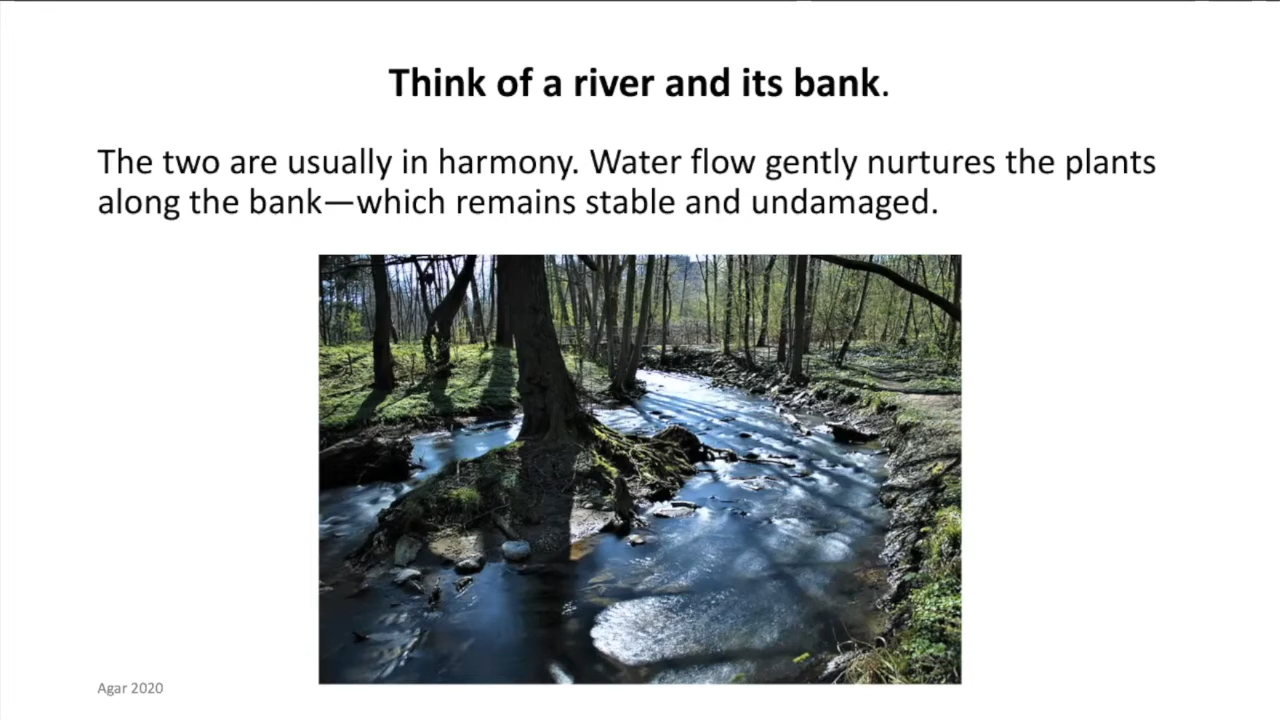 Think of a river and its bank.
The two are usually in harmony. Water flow gently nurtures the plants
along the bank—which remains stable and undamaged.
Agar 2020